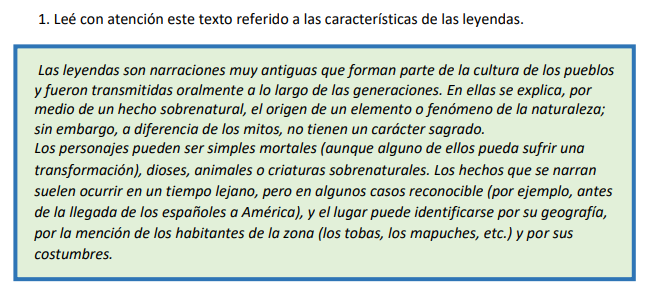 1. Leé con atención este texto referido a las características de las leyendas.
Las leyendas son narraciones muy antiguas que forman parte de la cultura de los pueblos
y fueron transmitidas oralmente a lo largo de las generaciones. En ellas se explica, por
medio de un hecho sobrenatural, el origen de un elemento o fenómeno de la naturaleza;
sin embargo, a diferencia de los mitos, no tienen un carácter sagrado.
Los personajes pueden ser simples mortales (aunque alguno de ellos pueda sufrir una
transformación), dioses, animales o criaturas sobrenaturales. Los hechos que se narran
suelen ocurrir en un tiempo lejano, pero en algunos casos reconocible (por ejemplo, antes
de la llegada de los españoles a América), y el lugar puede identificarse por su geografía,
por la mención de los habitantes de la zona (los tobas, los mapuches, etc.) y por sus
costumbres.